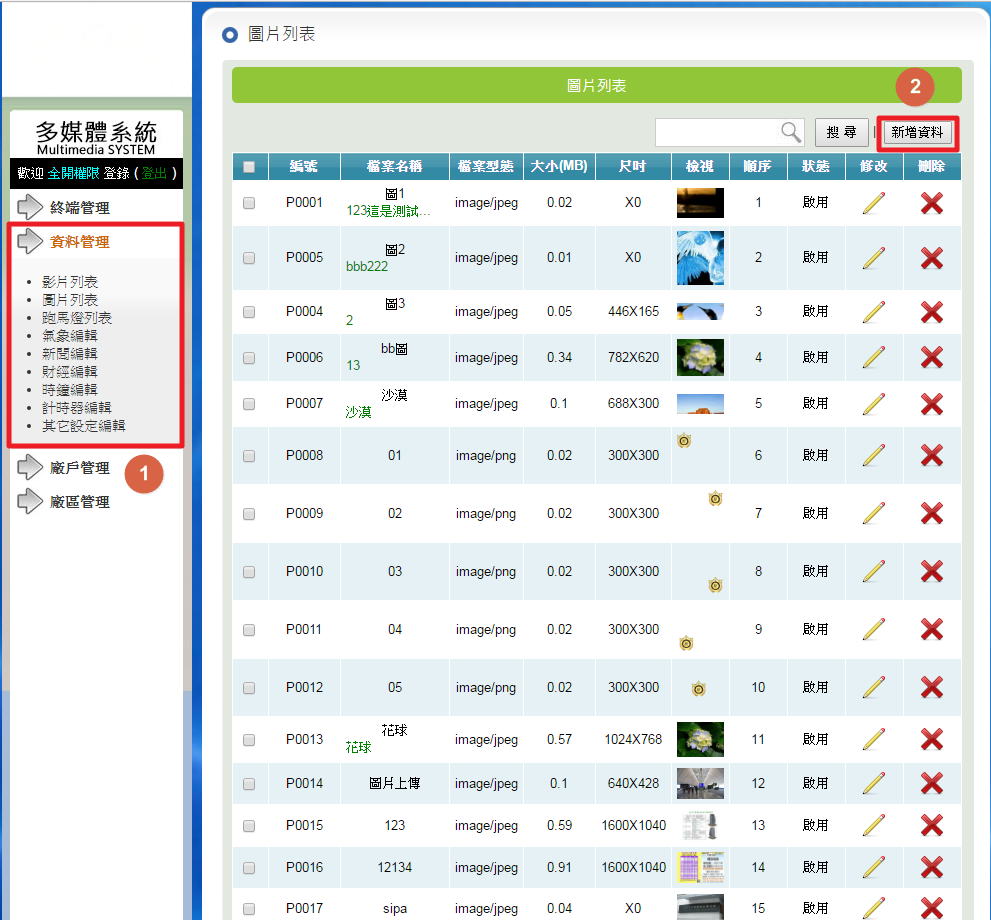 圖片列表
圖片列表
2
搜 尋
新增資料
多媒體系統
Multimedia SYSTEM
歡迎 全開權限 登錄 ( 登出 )
終端管理
資料管理
影片列表
圖片列表
跑馬燈列表
氣象編輯
新聞編輯
財經編輯
時鐘編輯
計時器編輯
其它設定編輯
廠戶管理
1
廠區管理
編號 檔案名稱 檔案型態 大小(MB) 尺吋 檢視 順序 狀態 修改 刪除
P0001 圖1 image/jpeg 0.02 X0 1 啟用
123這是測試...
P0005 圖2 image/jpeg 0.01 X0 2 啟用
bbb222
P0004 圖3 image/jpeg 0.05 446X165 3 啟用
2
P0006 bb圖 image/jpeg 0.34 782X620 4 啟用
13
P0007 沙漠 image/jpeg 0.1 688X300 5 啟用
沙漠
P0008 01 image/png 0.02 300X300 6 啟用
P0009 02 image/png 0.02 300X300 7 啟用
P0010 03 image/png 0.02 300X300 8 啟用
P0011 04 image/png 0.02 300X300 9 啟用
P0012 05 image/png 0.02 300X300 10 啟用
P0013 花球 image/jpeg 0.57 1024X768 11 啟用
花球
P0014 圖片上傳 image/jpeg 0.1 640X428 12 啟用
P0015 123 image/jpeg 0.59 1600X1040 13 啟用
P0016 12134 image/jpeg 0.91 1600X1040 14 啟用
P0017 sipa image/jpeg 0.04 X0 15 啟用